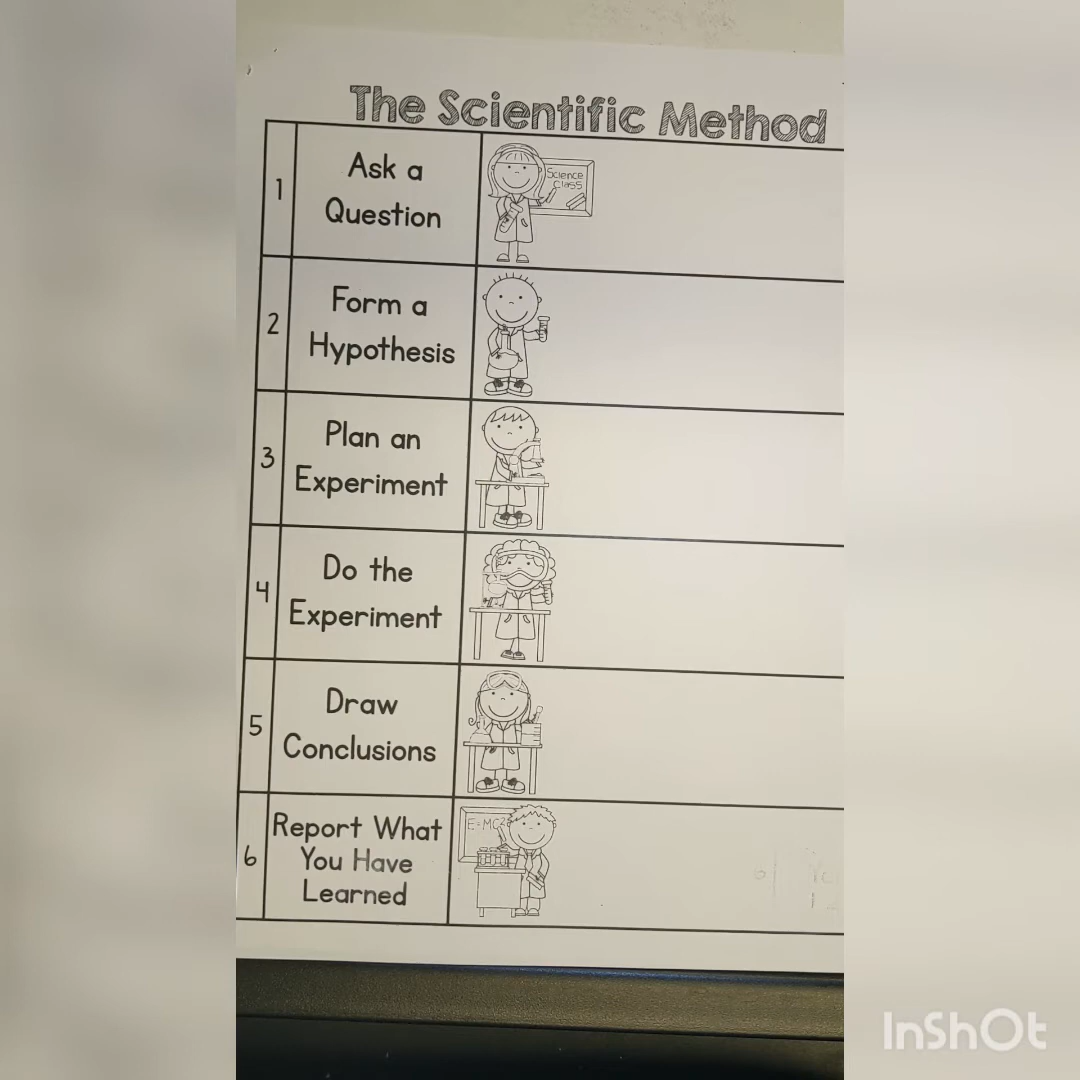 The Scientific Method
1
Ask a
Question
Science
Class
2
Form a
Hypothesis
3
Plan an
Experiment
4
Do the
Experiment
5
Draw
Conclusions
6
Report What
You Have
Learned
E=MC2
InShOt